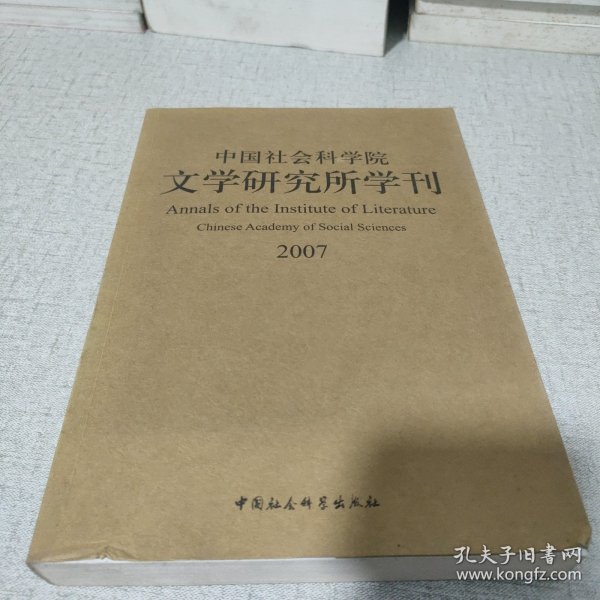 中国社会科学院
文学研究所学刊
Annals of the Institute of Literature
Chinese Academy of Social Sciences
2007
中国社会科学出版社
孔夫子旧书网
www.kongfz.com